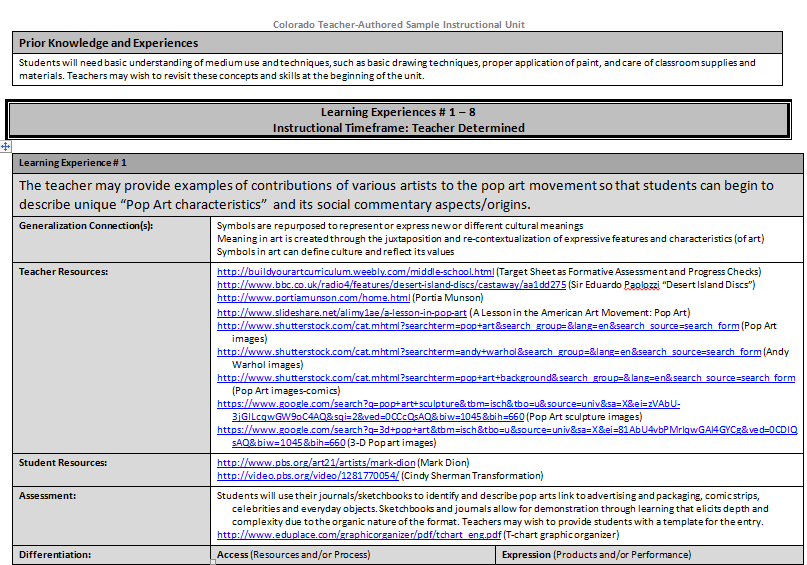 Colorado Teacher-Authored Sample Instructional Unit
Prior Knowledge and Experiences
Students will need basic understanding of medium use and techniques, such as basic drawing techniques, proper application of paint, and care of classroom supplies and
materials. Teachers may wish to revisit these concepts and skills at the beginning of the unit.
Learning Experiences # 1 – 8
Instructional Timeframe: Teacher Determined
Learning Experience # 1
The teacher may provide examples of contributions of various artists to the pop art movement so that students can begin to
describe unique “Pop Art characteristics” and its social commentary aspects/origins.
Generalization Connection(s):
Symbols are repurposed to represent or express new or different cultural meanings
Meaning in art is created through the juxtaposition and re-contextualization of expressive features and characteristics (of art)
Symbols in art can define culture and reflect its values
Teacher Resources:
http://buildyourartcurriculum.weebly.com/middle-school.html (Target Sheet as Formative Assessment and Progress Checks)
http://www.bbc.co.uk/radio4/features/desert-island-discs/castaway/aa1dd275 (Sir Eduardo Paolozzi “Desert Island Discs”)
http://www.portiamunson.com/home.html (Portia Munson)
http://www.slideshare.net/alimy1ae/a-lesson-in-pop-art (A Lesson in the American Art Movement: Pop Art)
http://www.shutterstock.com/cat.mhtml?searchterm=pop+art&search_group=&lang=en&search_source=search_form (Pop Art
images)
http://www.shutterstock.com/cat.mhtml?searchterm=andy+warhol&search_group=&lang=en&search_source=search_form (Andy
Warhol images)
http://www.shutterstock.com/cat.mhtml?searchterm=pop+art+background&search_group=&lang=en&search_source=search_form
(Pop Art images-comics)
https://www.google.com/search?q=pop+art+sculpture&tbm=isch&tbo=u&source=univ&sa=X&ei=zVAbU-
3jGILcqwGW9oC4AQ&sqi=2&ved=0CCcQsAQ&biw=1045&bih=660 (Pop Art sculpture images)
https://www.google.com/search?q=3d+pop+art&tbm=isch&tbo=u&source=univ&sa=X&ei=81AbU4vbPMrIqwGAl4GYCg&ved=0CDIQ
sAQ&biw=1045&bih=660 (3-D Pop art images)
Student Resources:
http://www.pbs.org/art21/artists/mark-dion (Mark Dion)
http://video.pbs.org/video/1281770054/ (Cindy Sherman Transformation)
Assessment:
Students will use their journals/sketchbooks to identify and describe pop arts link to advertising and packaging, comic strips,
celebrities and everyday objects. Sketchbooks and journals allow for demonstration through learning that elicits depth and
complexity due to the organic nature of the format. Teachers may wish to provide students with a template for the entry.
http://www.eduplace.com/graphicorganizer/pdf/tchart_eng.pdf (T-chart graphic organizer)
Differentiation:
Access (Resources and/or Process)
Expression (Products and/or Performance)